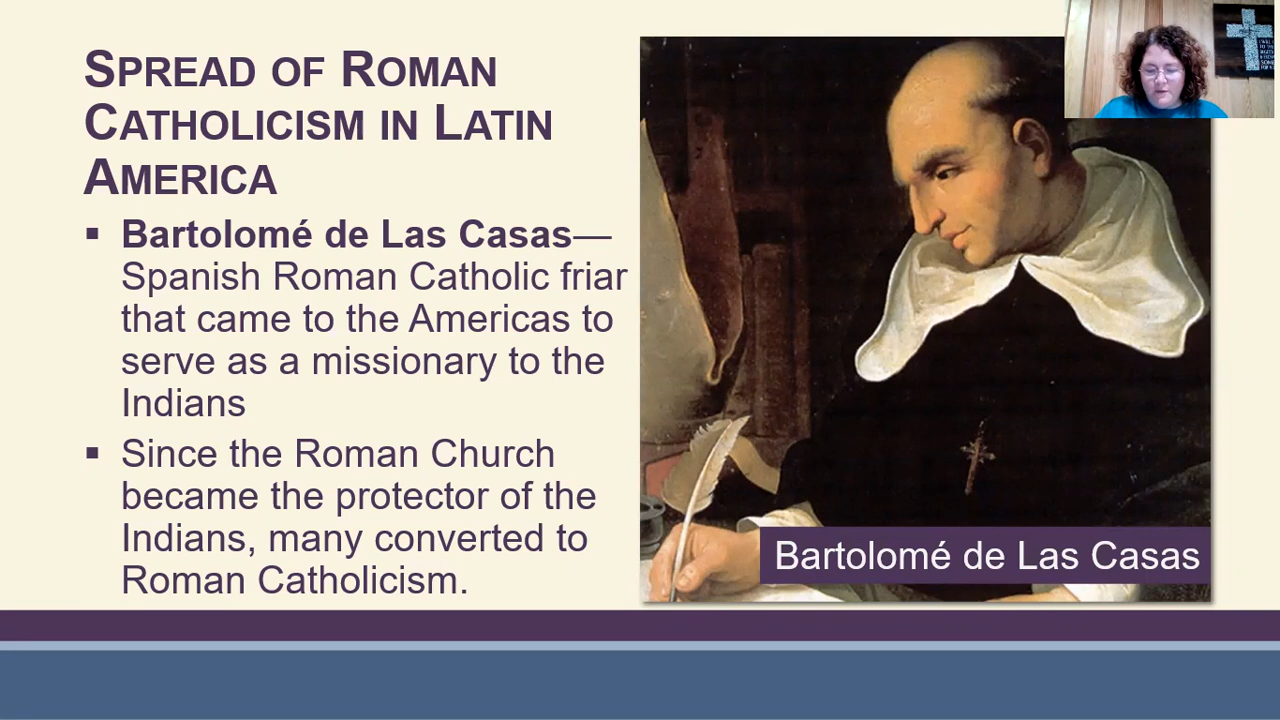 SPREAD OF ROMAN
CATHOLICISM IN LATIN
AMERICA
▪ Bartolomé de Las Casas—
Spanish Roman Catholic friar
that came to the Americas to
serve as a missionary to the
Indians
▪ Since the Roman Church
became the protector of the
Indians, many converted to
Roman Catholicism.
Bartolomé de Las Casas